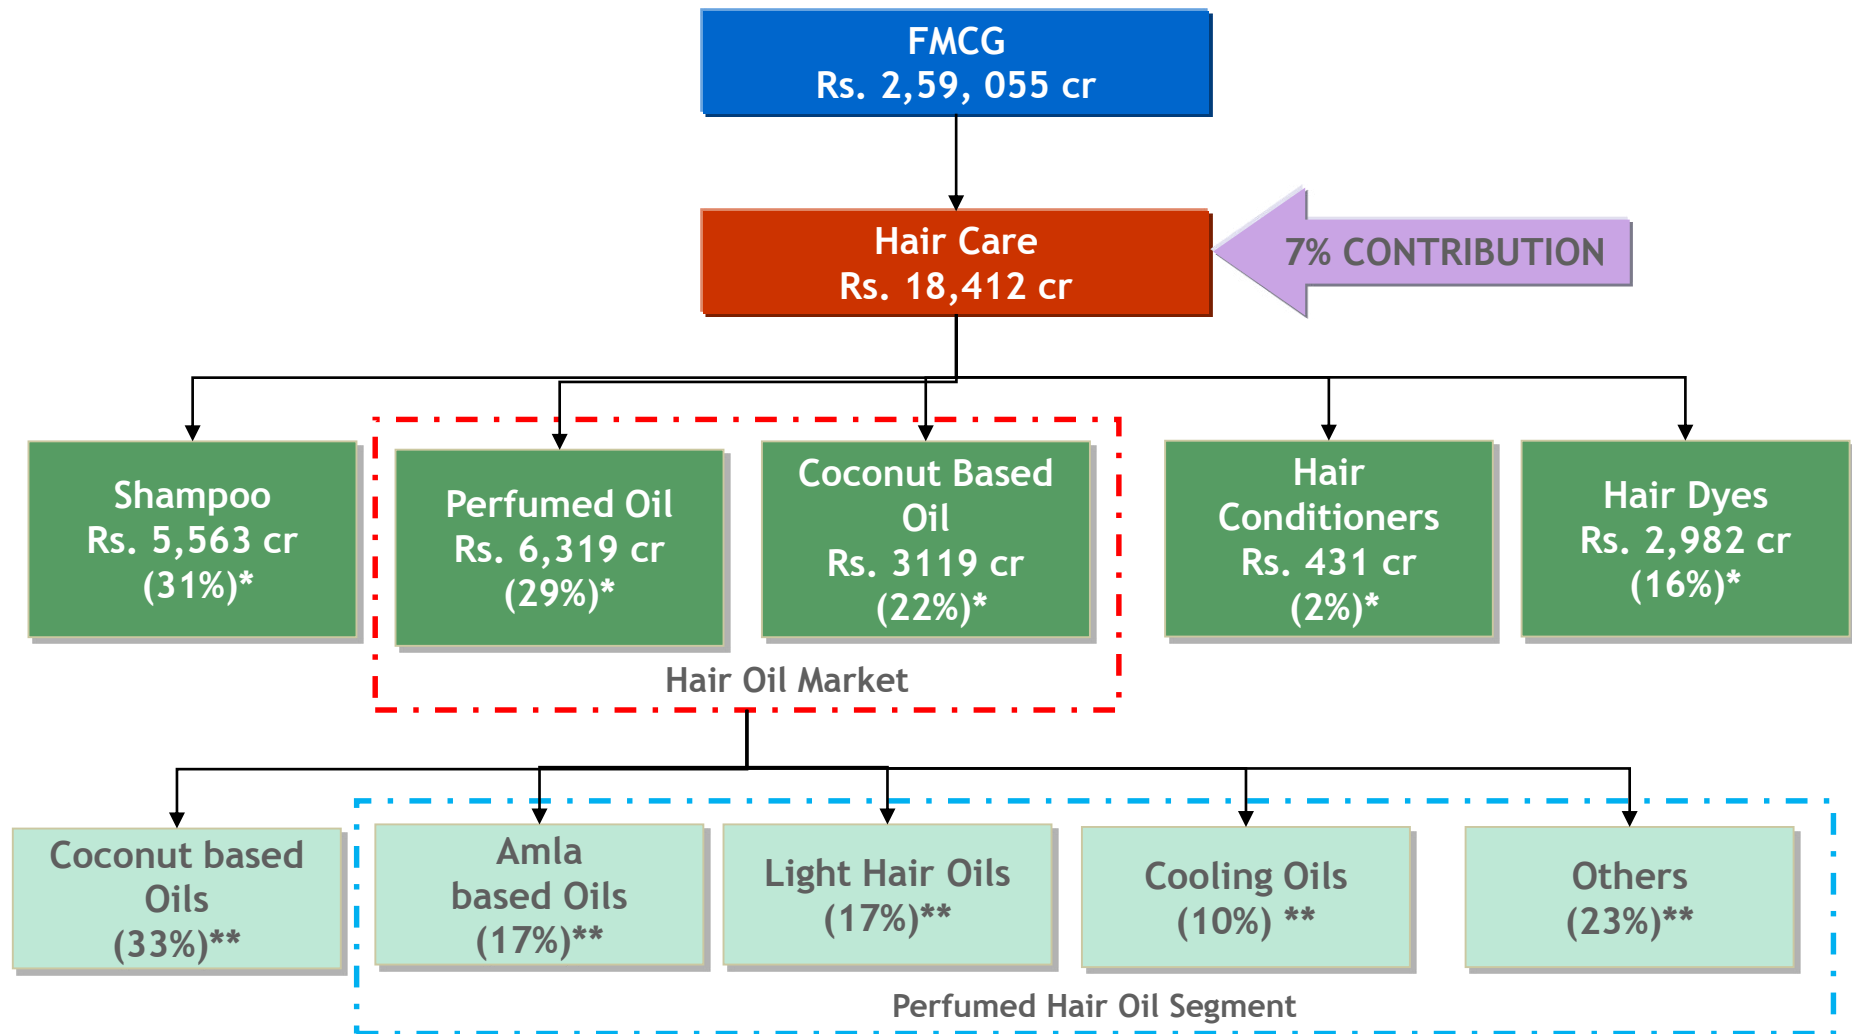 FMCG
Rs. 2,59, 055 cr
Hair Care
Rs. 18,412 cr
7% CONTRIBUTION
Shampoo
Rs. 5,563 cr
(31%)*
Perfumed Oil
Rs. 6,319 cr
(29%)*
Coconut Based
Oil
Rs. 3119 cr
(22%)*
Hair
Conditioners
Rs. 431 cr
(2%)*
Hair Dyes
Rs. 2,982 cr
(16%)*
Hair Oil Market
Coconut based
Oils
(33%)**
Amla
based Oils
(17%)**
Light Hair Oils
(17%)**
Cooling Oils
(10%) **
Others
(23%)**
Perfumed Hair Oil Segment